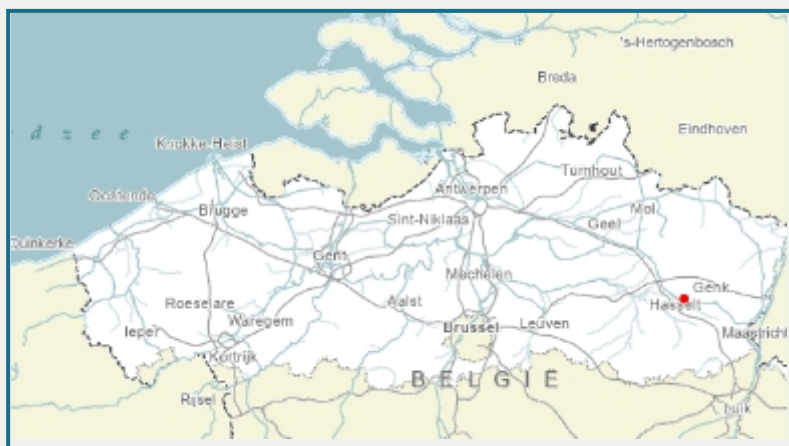 's-Hertogenbosch
Breda
d z e e
Eindhoven
Knokke-Heist
Turnhout
Oostende
Antwerpen
Mol
Brugge
Sint-Niklaas
Geel
Duinkerke
Gent
Mechelen
Genk
Roeselare
Aalst
Hasselt
Ieper
Waregem
Brussel
Leuven
Maastricht
Kortrijk
BELGIË
Rijsel
Luik